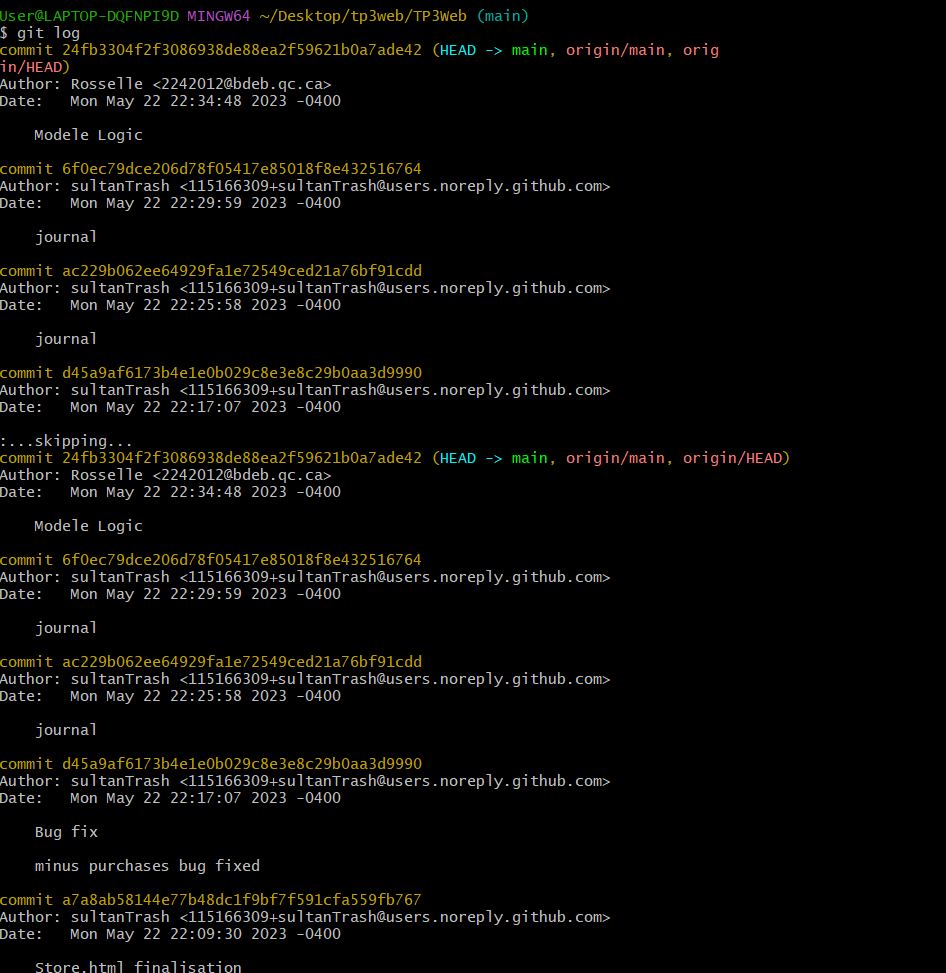 User@LAPTOP-DQFNPI9D MINGW64 ~/Desktop/tp3web/TP3Web (main)
$ git log
commit 24fb3304f2f3086938de88ea2f59621b0a7ade42 (HEAD -> main, origin/main, orig
in/HEAD)
Author: Rosselle <2242012@bdeb.qc.ca>
Date:   Mon May 22 22:34:48 2023 -0400

    Modele Logic

commit 6f0ec79dce206d78f05417e85018f8e432516764
Author: sultanTrash <115166309+sultanTrash@users.noreply.github.com>
Date:   Mon May 22 22:29:59 2023 -0400

    journal

commit ac229b062ee64929fa1e72549ced21a76bf91cdd
Author: sultanTrash <115166309+sultanTrash@users.noreply.github.com>
Date:   Mon May 22 22:25:58 2023 -0400

    journal

commit d45a9af6173b4e1e0b029c8e3e8c29b0aa3d9990
Author: sultanTrash <115166309+sultanTrash@users.noreply.github.com>
Date:   Mon May 22 22:17:07 2023 -0400

:...skipping...
commit 24fb3304f2f3086938de88ea2f59621b0a7ade42 (HEAD -> main, origin/main, origin/HEAD)
Author: Rosselle <2242012@bdeb.qc.ca>
Date:   Mon May 22 22:34:48 2023 -0400

    Modele Logic

commit 6f0ec79dce206d78f05417e85018f8e432516764
Author: sultanTrash <115166309+sultanTrash@users.noreply.github.com>
Date:   Mon May 22 22:29:59 2023 -0400

    journal

commit ac229b062ee64929fa1e72549ced21a76bf91cdd
Author: sultanTrash <115166309+sultanTrash@users.noreply.github.com>
Date:   Mon May 22 22:25:58 2023 -0400

    journal

commit d45a9af6173b4e1e0b029c8e3e8c29b0aa3d9990
Author: sultanTrash <115166309+sultanTrash@users.noreply.github.com>
Date:   Mon May 22 22:17:07 2023 -0400

    Bug fix

    minus purchases bug fixed

commit a7a8ab58144e77b48dc1f9bf7f591cfa559fb767
Author: sultanTrash <115166309+sultanTrash@users.noreply.github.com>
Date:   Mon May 22 22:09:30 2023 -0400

    Store.html finalisation